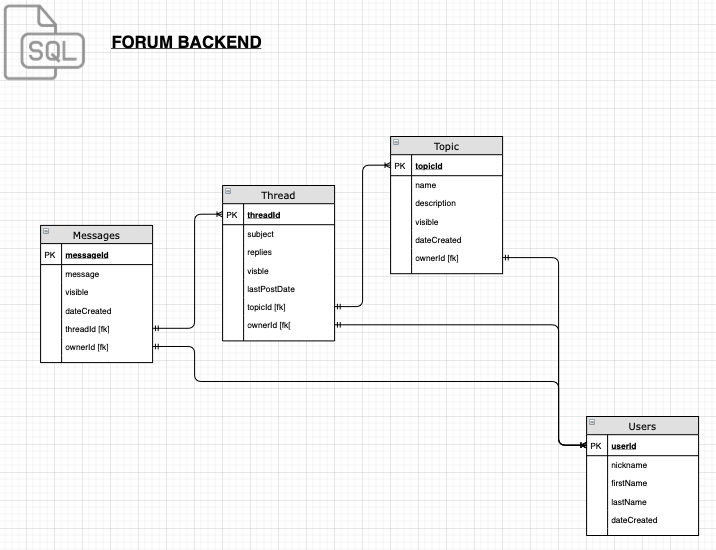 SQL
FORUM BACKEND
Topic
PK topicId
name
description
visible
dateCreated
ownerId [fk]
Thread
PK threadId
subject
replies
visble
lastPostDate
topicId [fk]
ownerId [fk[
Messages
PK messageId
message
visible
dateCreated
threadId [fk]
ownerId [fk]
Users
PK userId
nickname
firstName
lastName
dateCreated